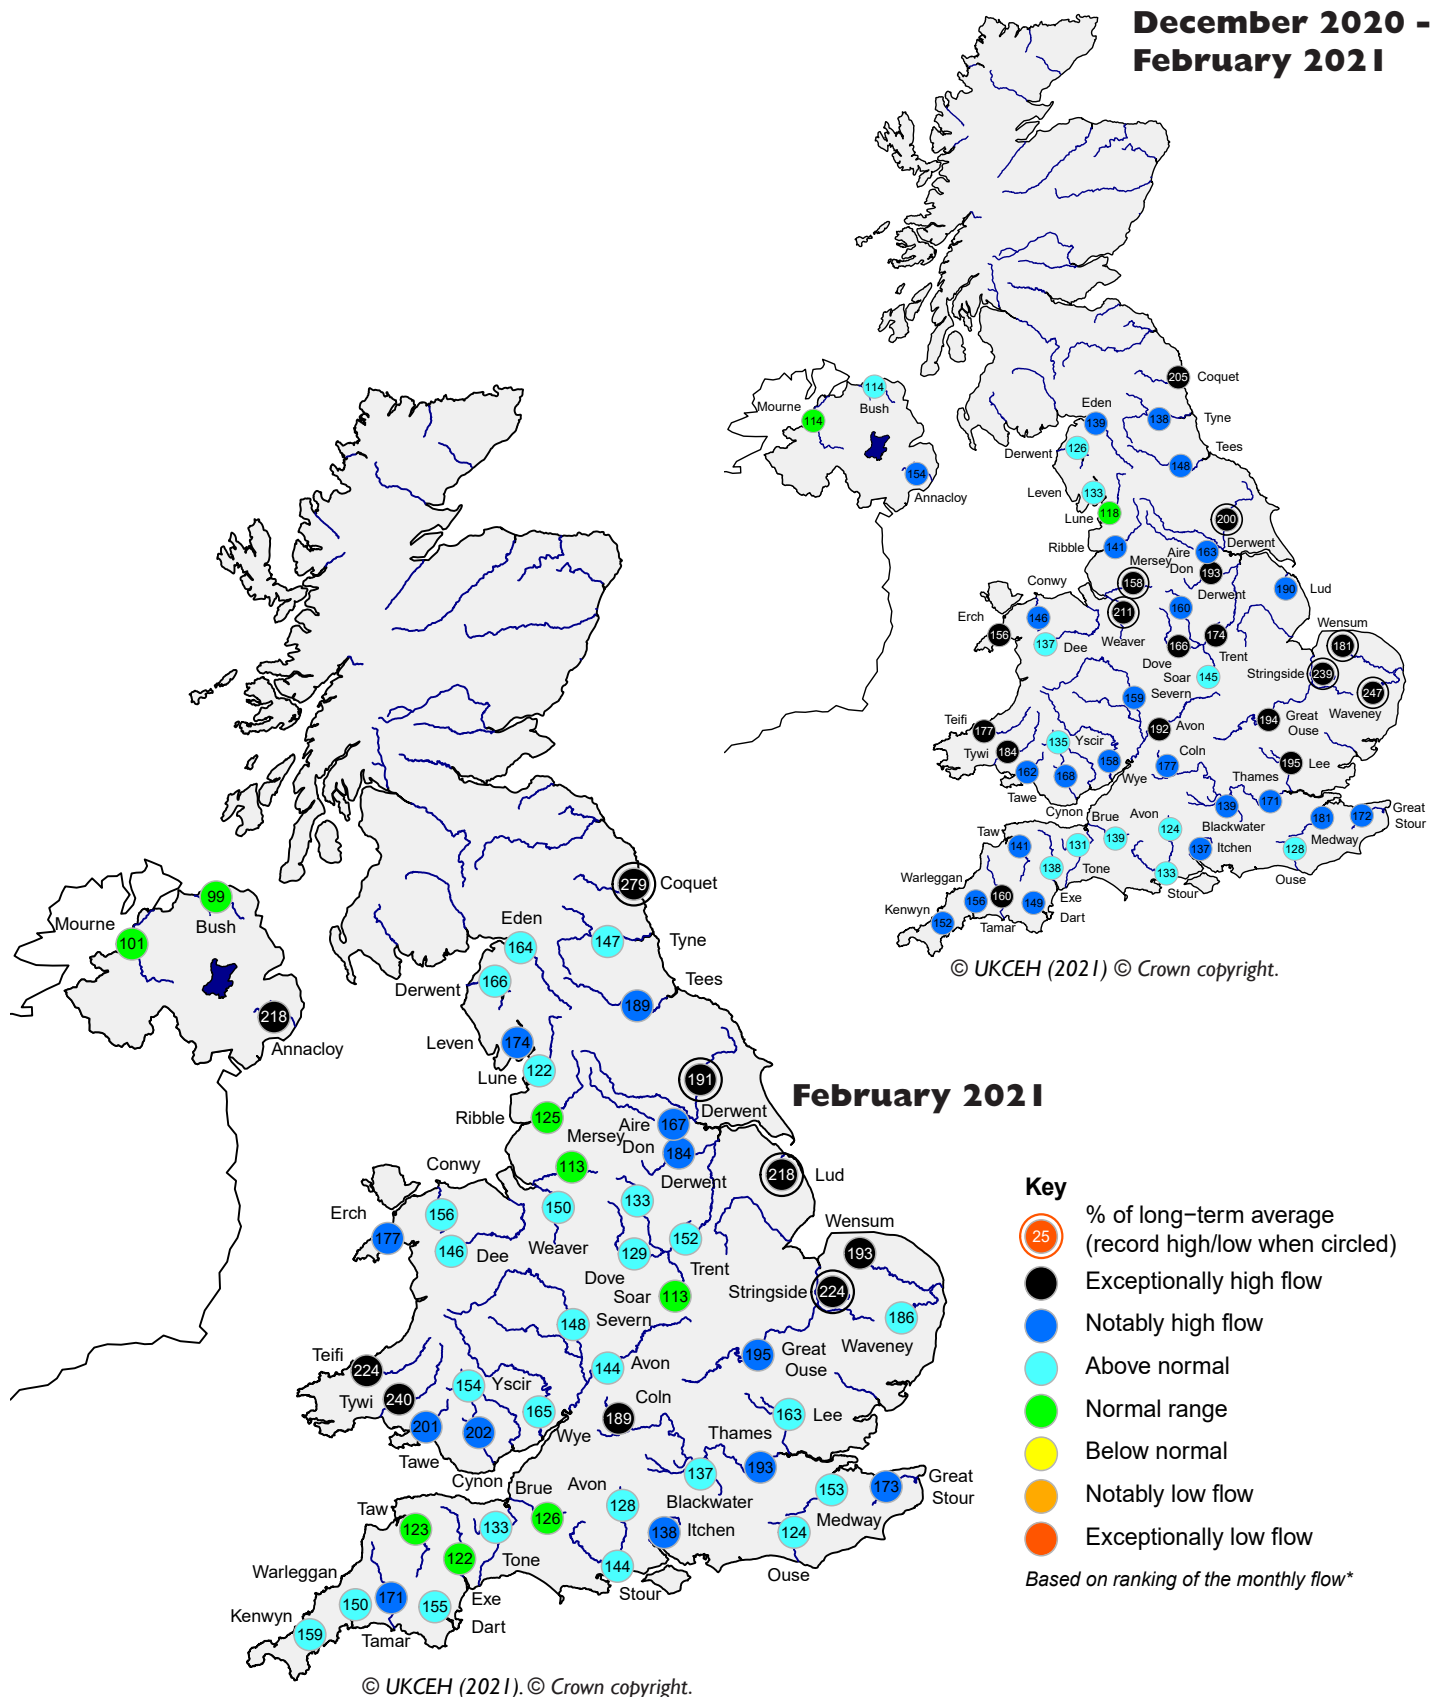 December 2020 -
February 2021
205 Coquet
114
Bush
Mourne
114
154
Annacloy
Eden
139
138
Tyne
Derwent
126
Tees
148
Leven
133
Lune
118
200
Derwent
Ribble
141
Aire
163
Mersey
158
Don
193
Conwy
146
211
Weaver
Derwent
160
190
Lud
Erch
156
137
Dee
Dove
166
174
Trent
Wensum
181
Soar
145
Stringside
239
247
Waveney
159
Severn
Teifi
177
192
Avon
194
Great
Ouse
Tywi
184
135
Yscir
158
Wye
Coln
177
195
Lee
162
Tawe
168
Cynon
Thames
171
139
Blackwater
181
Medway
172
Great
Stour
Taw
141
131
Tone
Brue
139
Avon
124
137
Itchen
128
Ouse
138
Exe
133
Stour
Warleggan
156
160
Tamar
149
Dart
Kenwyn
152
© UKCEH (2021) © Crown copyright.
279
Coquet
99
Bush
Mourne
101
218
Annacloy
Eden
164
147
Tyne
Derwent
166
Tees
189
Leven
174
Lune
122
191
Derwent
February 2021
Ribble
125
Aire
167
Mersey
113
Don
184
Derwent
133
218
Lud
Conwy
156
150
Weaver
Erch
177
146
Dee
129
Dove
152
Trent
Wensum
193
Soar
113
Stringside
224
186
Waveney
148
Severn
Teifi
224
144
Avon
195
Great
Ouse
Tywi
240
154
Yscir
165
Wye
Coln
189
163
Lee
201
Tawe
202
Cynon
Thames
193
137
Blackwater
153
Medway
173
Great
Stour
Taw
123
133
Tone
Brue
126
Avon
128
138
Itchen
124
Ouse
122
Exe
144
Stour
Warleggan
150
171
Tamar
155
Dart
Kenwyn
159
© UKCEH (2021). © Crown copyright.
Key
25
% of long−term average
(record high/low when circled)
Exceptionally high flow
Notably high flow
Above normal
Normal range
Below normal
Notably low flow
Exceptionally low flow
Based on ranking of the monthly flow*